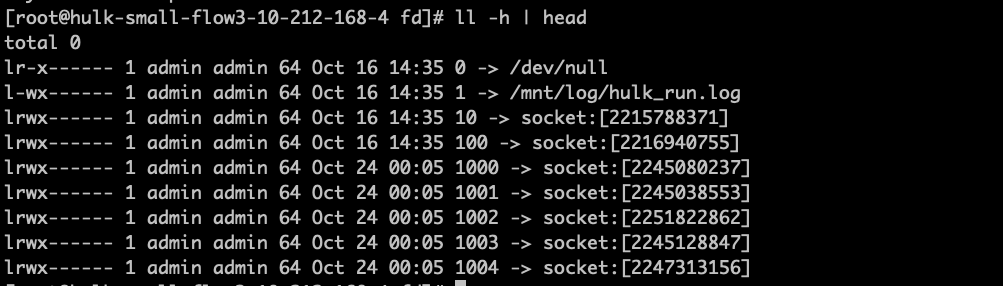 [root@hulk-small-flow3-10-212-168-4 fd]# ll -h | head
total 0
lr-x------ 1 admin admin 64 Oct 16 14:35 0 -> /dev/null
l-wx------ 1 admin admin 64 Oct 16 14:35 1 -> /mnt/log/hulk_run.log
lrwx------ 1 admin admin 64 Oct 16 14:35 10 -> socket:[2215788371]
lrwx------ 1 admin admin 64 Oct 16 14:35 100 -> socket:[2216940755]
lrwx------ 1 admin admin 64 Oct 24 00:05 1000 -> socket:[2245080237]
lrwx------ 1 admin admin 64 Oct 24 00:05 1001 -> socket:[2245038553]
lrwx------ 1 admin admin 64 Oct 24 00:05 1002 -> socket:[2251822862]
lrwx------ 1 admin admin 64 Oct 24 00:05 1003 -> socket:[2245128847]
lrwx------ 1 admin admin 64 Oct 24 00:05 1004 -> socket:[2247313156]